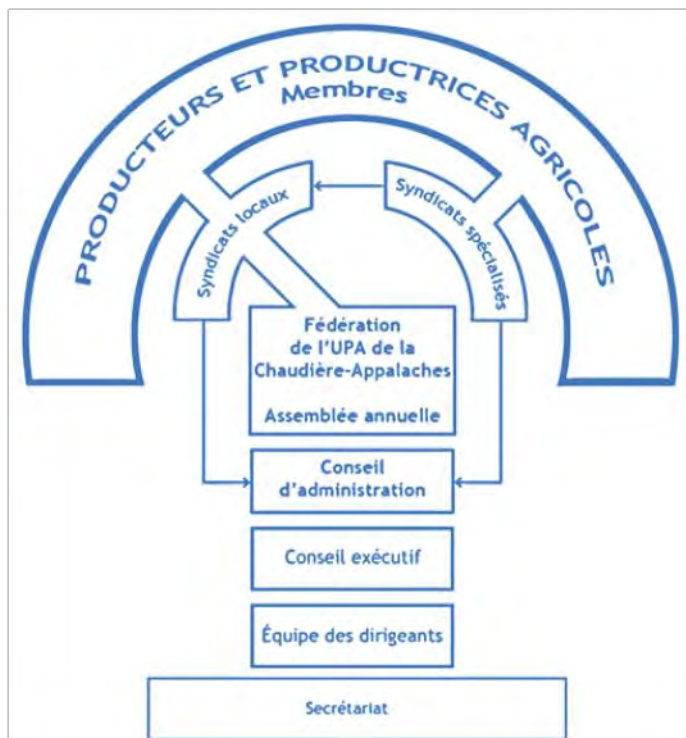 PRODUCTEURS ET PRODUCTRICES AGRICOLES
Membres
Syndicats locaux
Syndicats spécialisés
Fédération
de l'UPA de la
Chaudière-Appalaches
Assemblée annuelle
Conseil
d'administration
Conseil exécutif
Équipe des dirigeants
Secrétariat